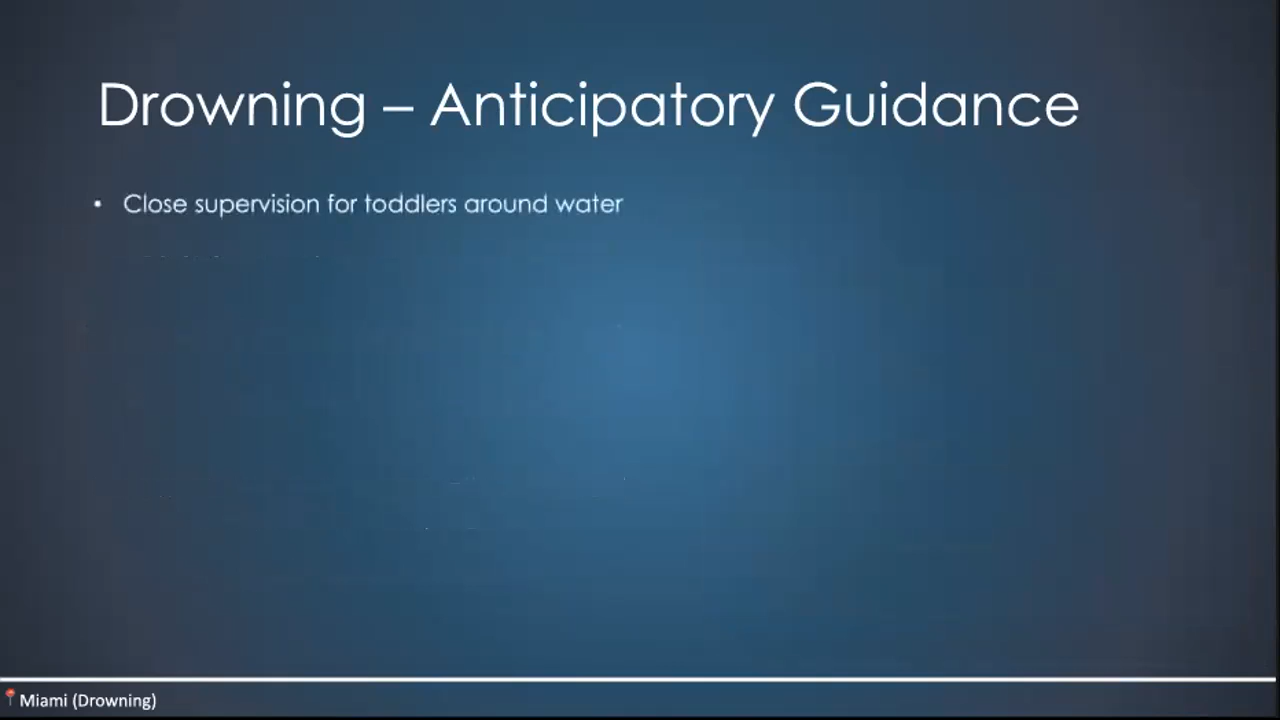 Drowning – Anticipatory Guidance
• Close supervision for toddlers around water
📍 Miami (Drowning)